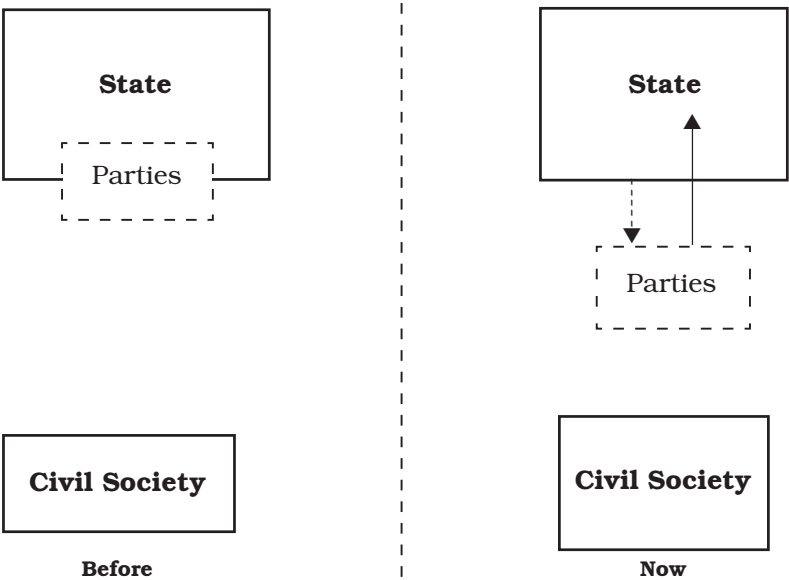 State
Parties
Civil Society
Before
State
Parties
Civil Society
Now